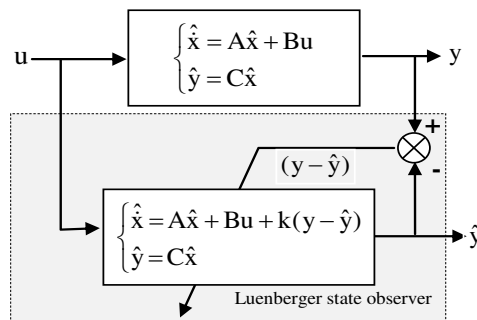 u
{ẋ̂ = Ax̂ + Bu
ŷ = Cx̂
y
+
(y − ŷ)
-
{ẋ̂ = Ax̂ + Bu + k(y − ŷ)
ŷ = Cx̂
ŷ
Luenberger state observer